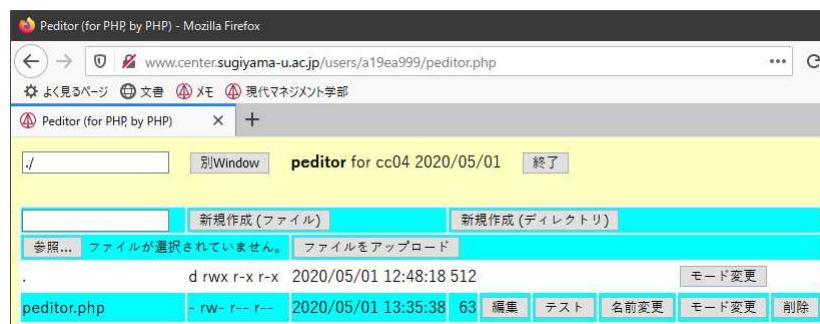 Peditor (for PHP, by PHP) - Mozilla Firefox
www.center.sugiyama-u.ac.jp/users/a19ea999/peditor.php
よく見るページ 文書 メモ 現代マネジメント学部
Peditor (for PHP, by PHP)
./ 別Window peditor for cc04 2020/05/01 終了
新規作成 (ファイル) 新規作成 (ディレクトリ)
参照... ファイルが選択されていません。 ファイルをアップロード
. d rwx r-x r-x 2020/05/01 12:48:18 512 モード変更
peditor.php - rw- r-- r-- 2020/05/01 13:35:38 63 編集 テスト 名前変更 モード変更 削除